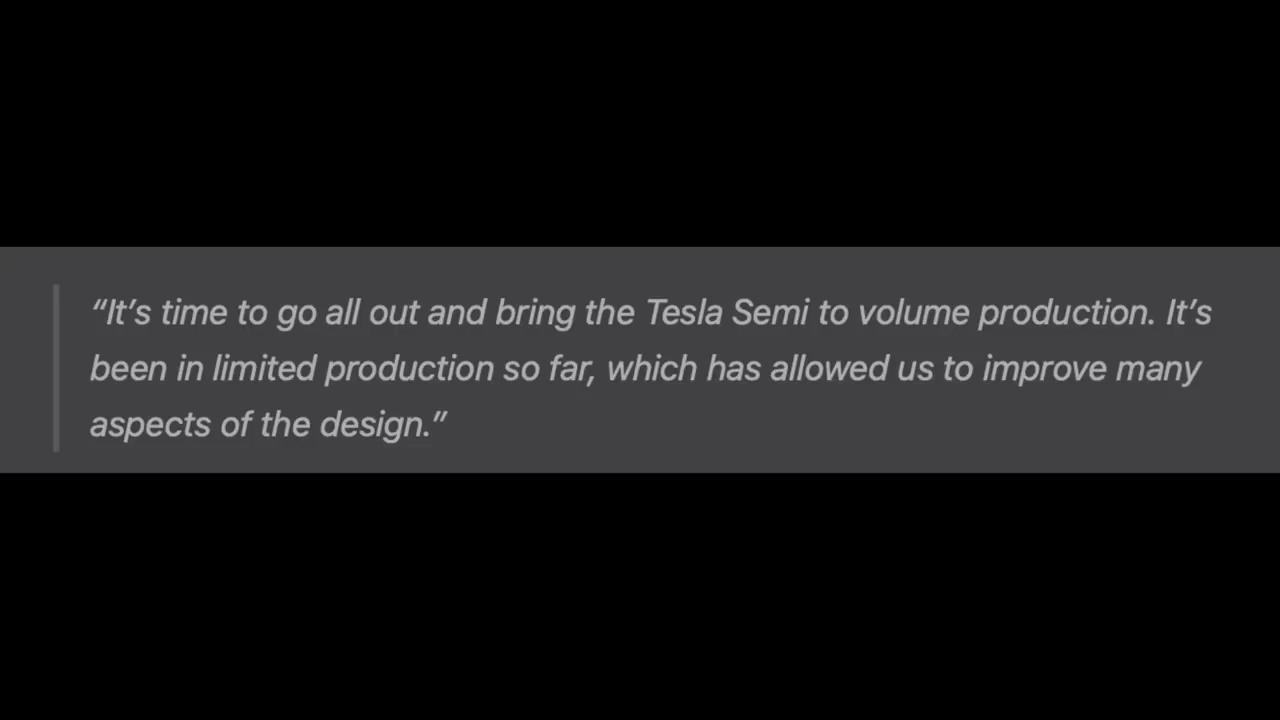 “It’s time to go all out and bring the Tesla Semi to volume production. It’s
been in limited production so far, which has allowed us to improve many
aspects of the design.”